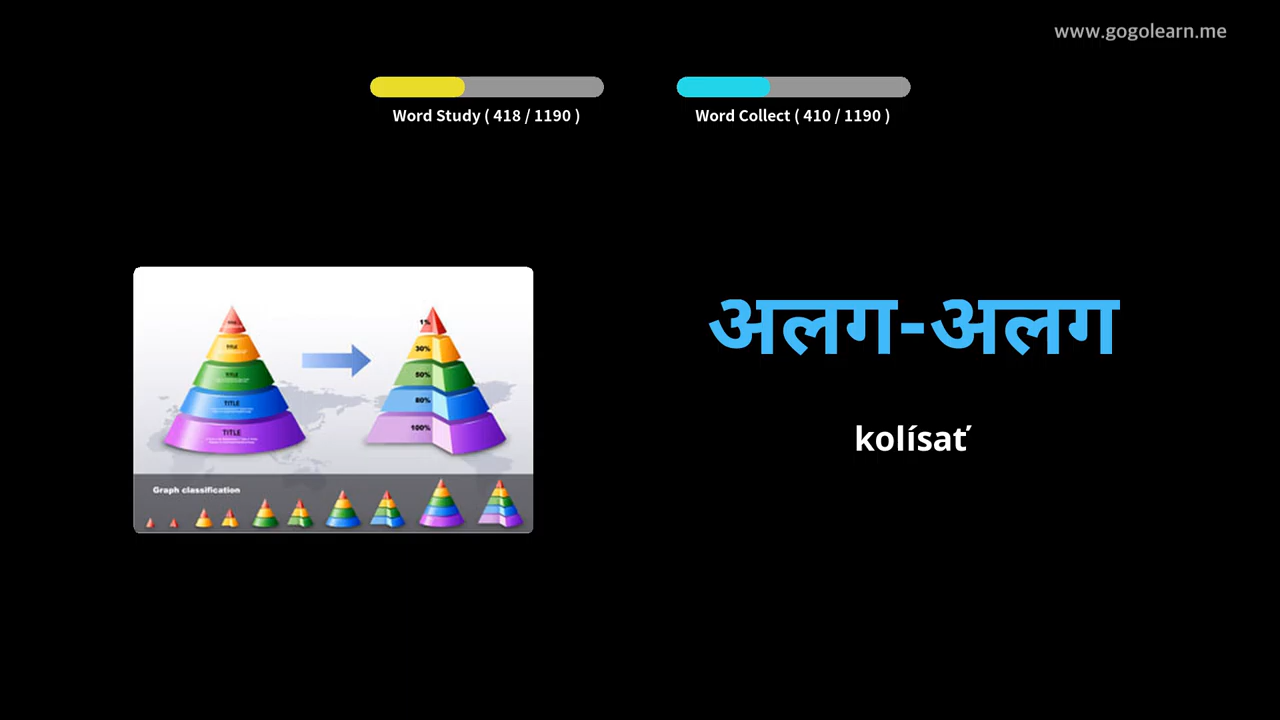 www.gogolearn.me
Word Study ( 418 / 1190 )
Word Collect ( 410 / 1190 )
अलग-अलग
kolísať
1%
30%
TITLE
50%
TITLE
80%
TITLE
100%
TITLE
Graph classification